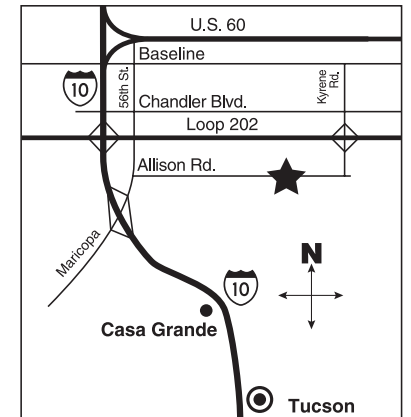 U.S. 60
Baseline
10
56th St.
Kyrene
Rd.
Chandler Blvd.
Loop 202
Allison Rd.
Maricopa
N
10
Casa Grande
Tucson